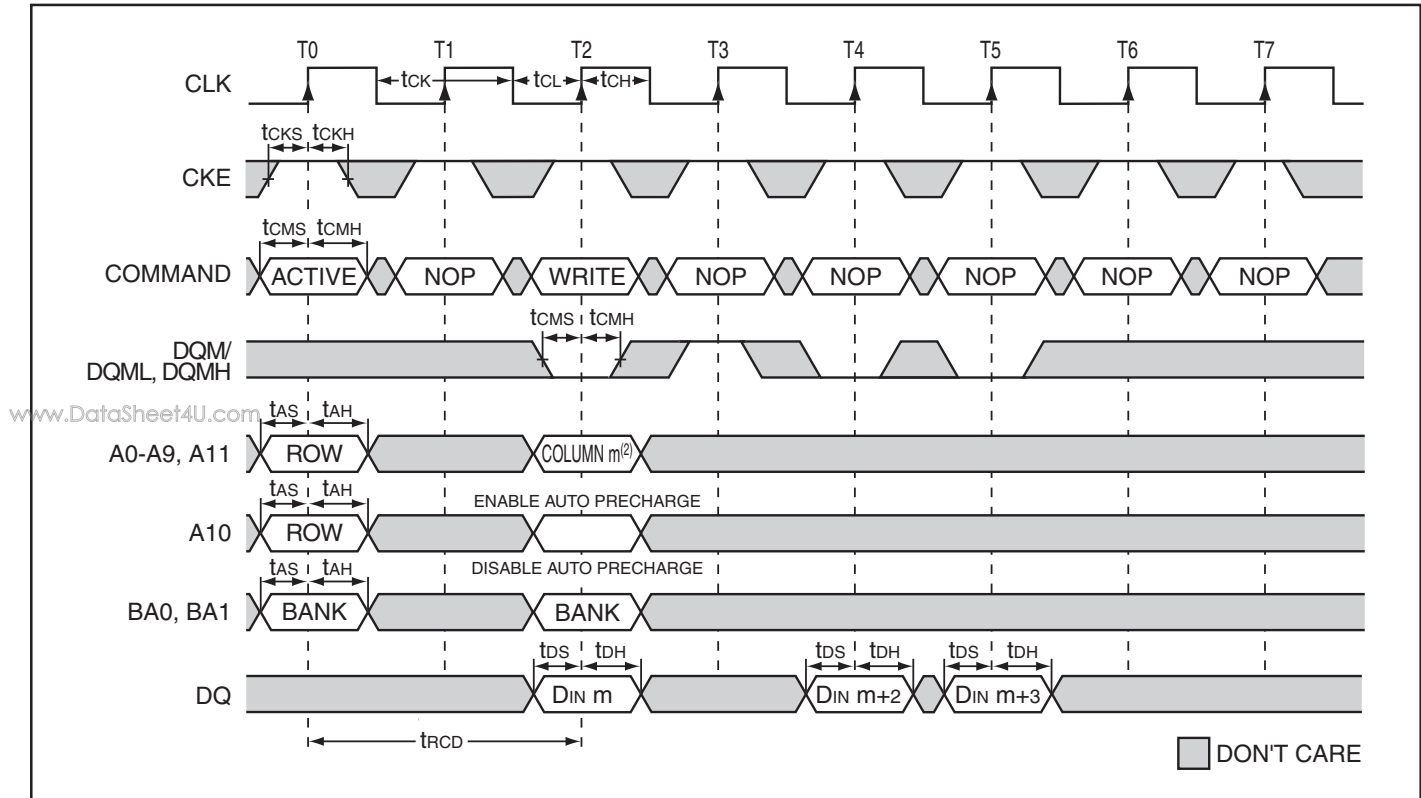 T0 T1 T2 T3 T4 T5 T6 T7
CLK tCK tCL tCH
tCKS tCKH
CKE
tCMS tCMH
COMMAND ACTIVE NOP WRITE NOP NOP NOP NOP NOP
tCMS tCMH
DQM/
DQML, DQMH
www.DataSheet4U.com
tAS tAH
A0-A9, A11 ROW COLUMN m(2)
tAS tAH ENABLE AUTO PRECHARGE
A10 ROW
tAS tAH DISABLE AUTO PRECHARGE
BA0, BA1 BANK BANK
tDS tDH tDS tDH tDS tDH
DQ DIN m DIN m+2 DIN m+3
tRCD
DON'T CARE